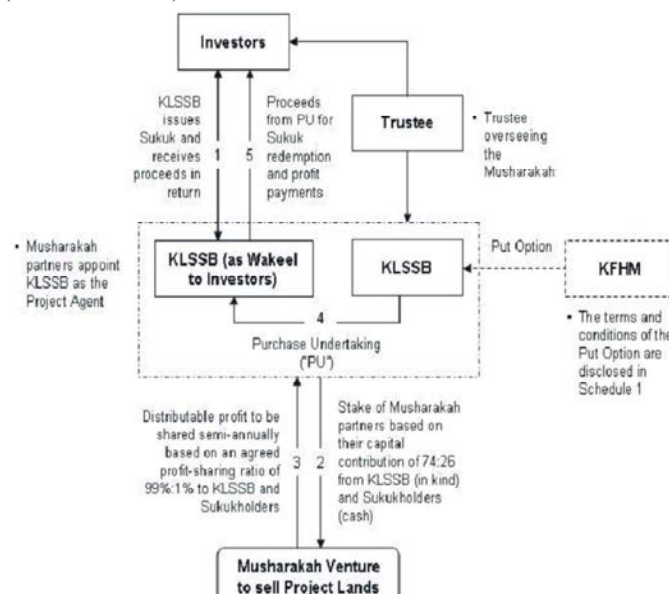 Investors
KLSSB
issues
Sukuk and
receives
proceeds in
return
1
5
Proceeds
from PU for
Sukuk
redemption
and profit
payments
Trustee
• Trustee
overseeing
the
Musharakah
• Musharakah
partners appoint
KLSSB as the
Project Agent
KLSSB (as Wakeel
to Investors)
KLSSB
4
Purchase Undertaking
("PU")
Put Option
KFHM
• The terms and
conditions of the
Put Option are
disclosed in
Schedule 1
Distributable profit to be
shared semi-annually
based on an agreed
profit-sharing ratio of
99%:1% to KLSSB and
Sukukholders
3
2
Stake of Musharakah
partners based on
their capital
contribution of 74:26
from KLSSB (in kind)
and Sukukholders
(cash)
Musharakah Venture
to sell Project Lands